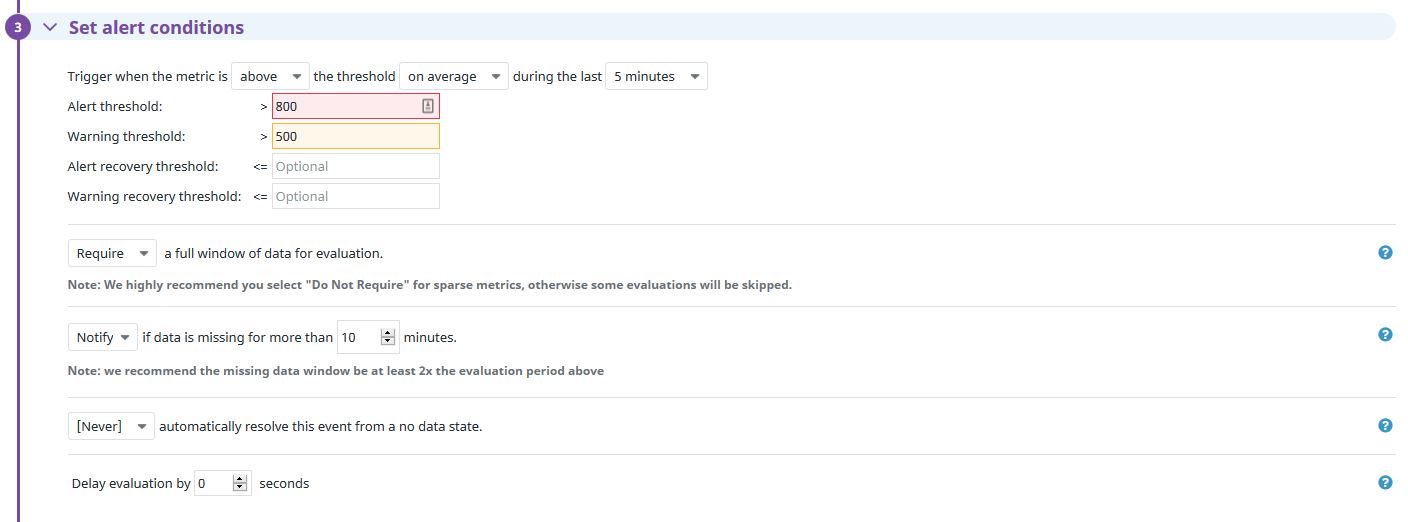 3 Set alert conditions
Trigger when the metric is above the threshold on average during the last 5 minutes
Alert threshold: > 800
Warning threshold: > 500
Alert recovery threshold: <= Optional
Warning recovery threshold: <= Optional
Require a full window of data for evaluation. ?
Note: We highly recommend you select "Do Not Require" for sparse metrics, otherwise some evaluations will be skipped.
Notify if data is missing for more than 10 minutes. ?
Note: we recommend the missing data window be at least 2x the evaluation period above
[Never] automatically resolve this event from a no data state. ?
Delay evaluation by 0 seconds ?